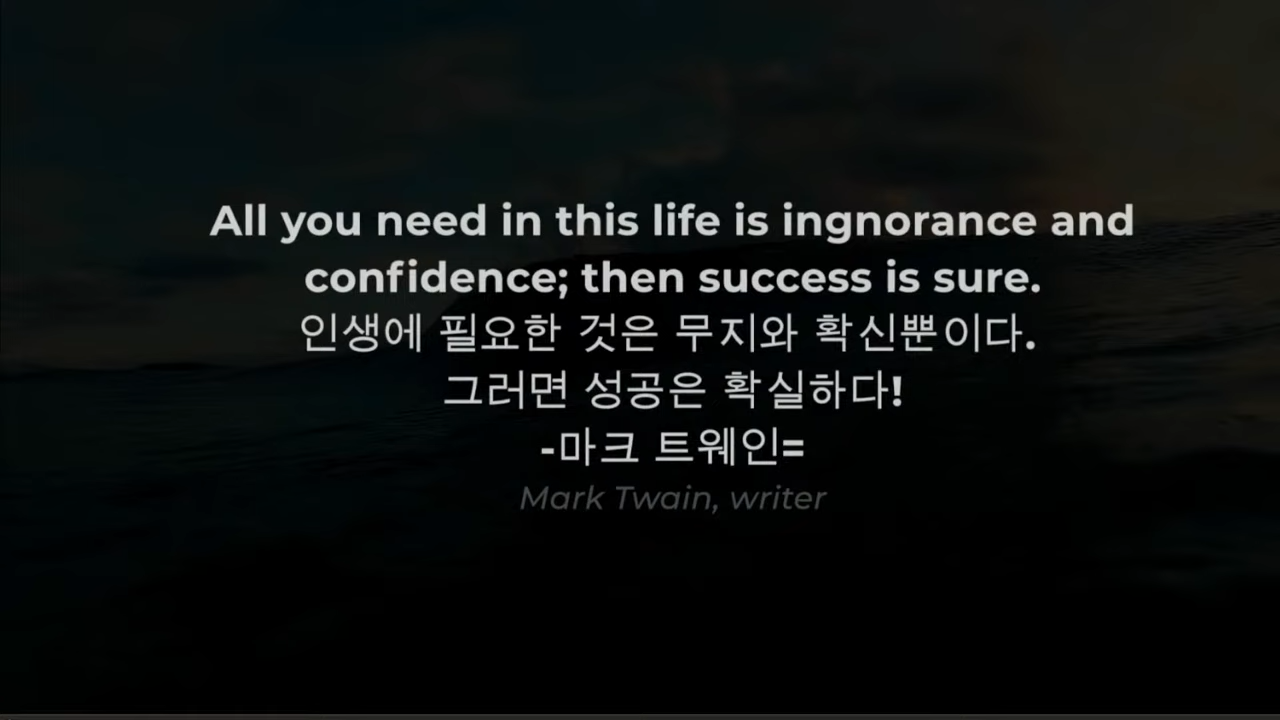 All you need in this life is ingnorance and
confidence; then success is sure.
인생에 필요한 것은 무지와 확신뿐이다.
그러면 성공은 확실하다!
-마크 트웨인=
Mark Twain, writer